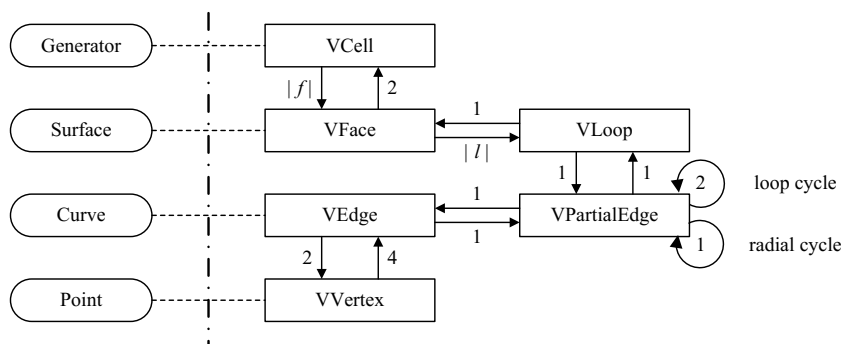 Generator
VCell
| f |
2
Surface
VFace
1
| l |
VLoop
1
1
2
loop cycle
Curve
VEdge
1
1
VPartialEdge
1
radial cycle
2
4
Point
VVertex